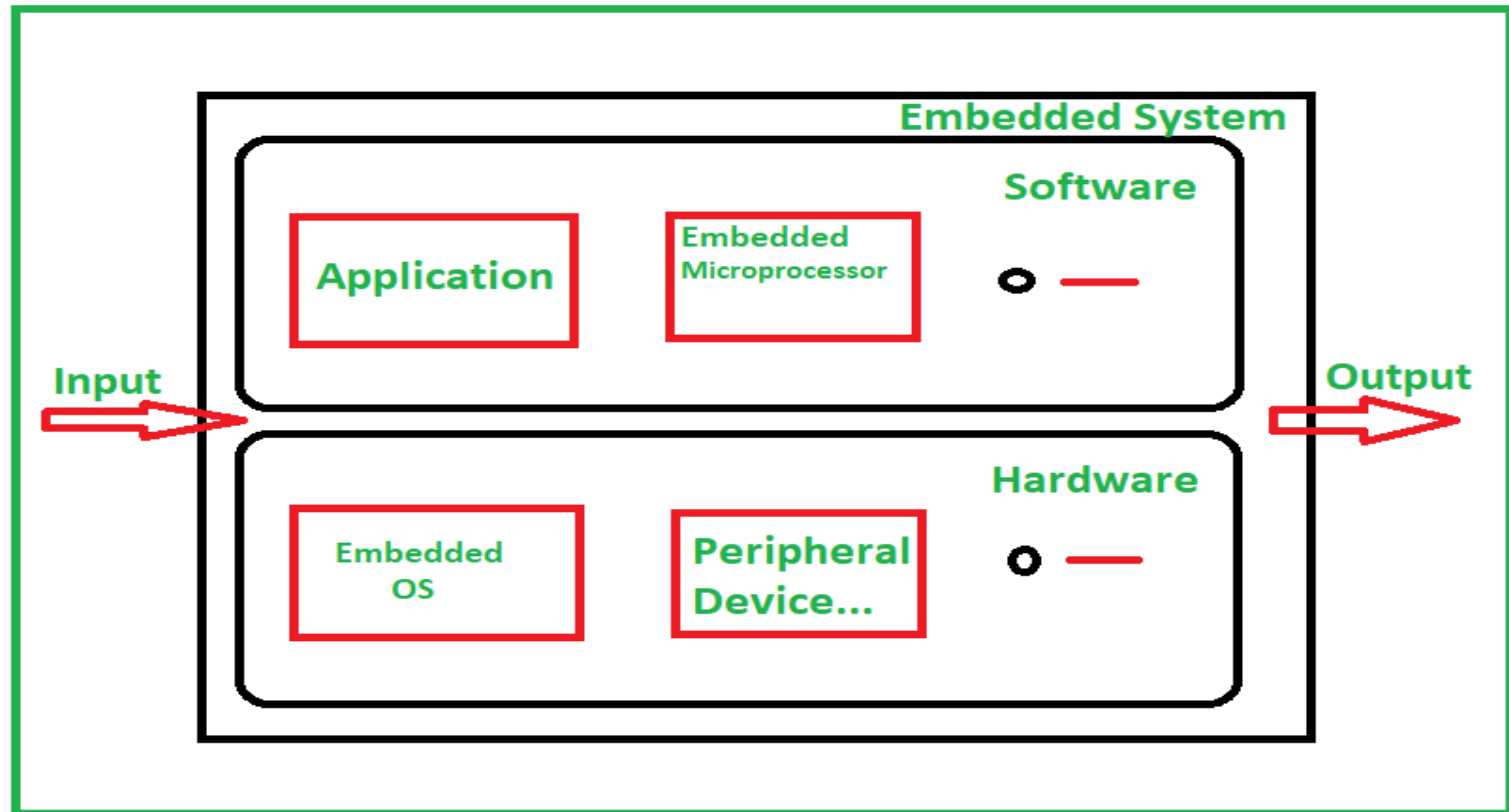 Embedded System
Software
Application
Embedded
Microprocessor
Input
Output
Hardware
Embedded
OS
Peripheral
Device...